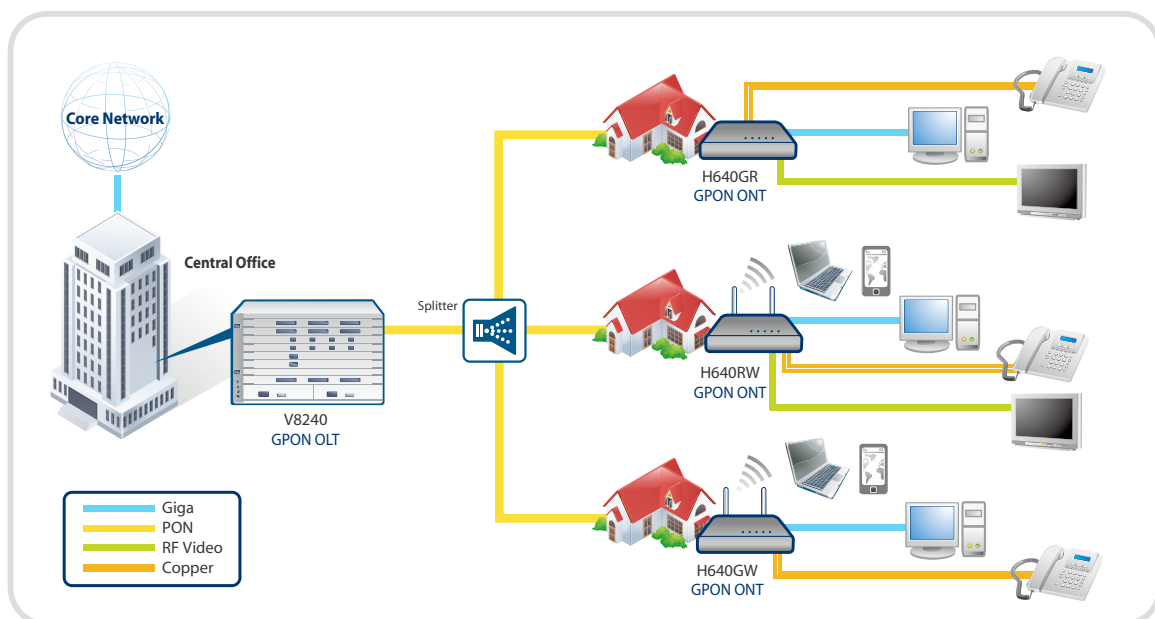 Core Network
Central Office
V8240
GPON OLT
Splitter
H640GR
GPON ONT
H640RW
GPON ONT
H640GW
GPON ONT
Giga
PON
RF Video
Copper